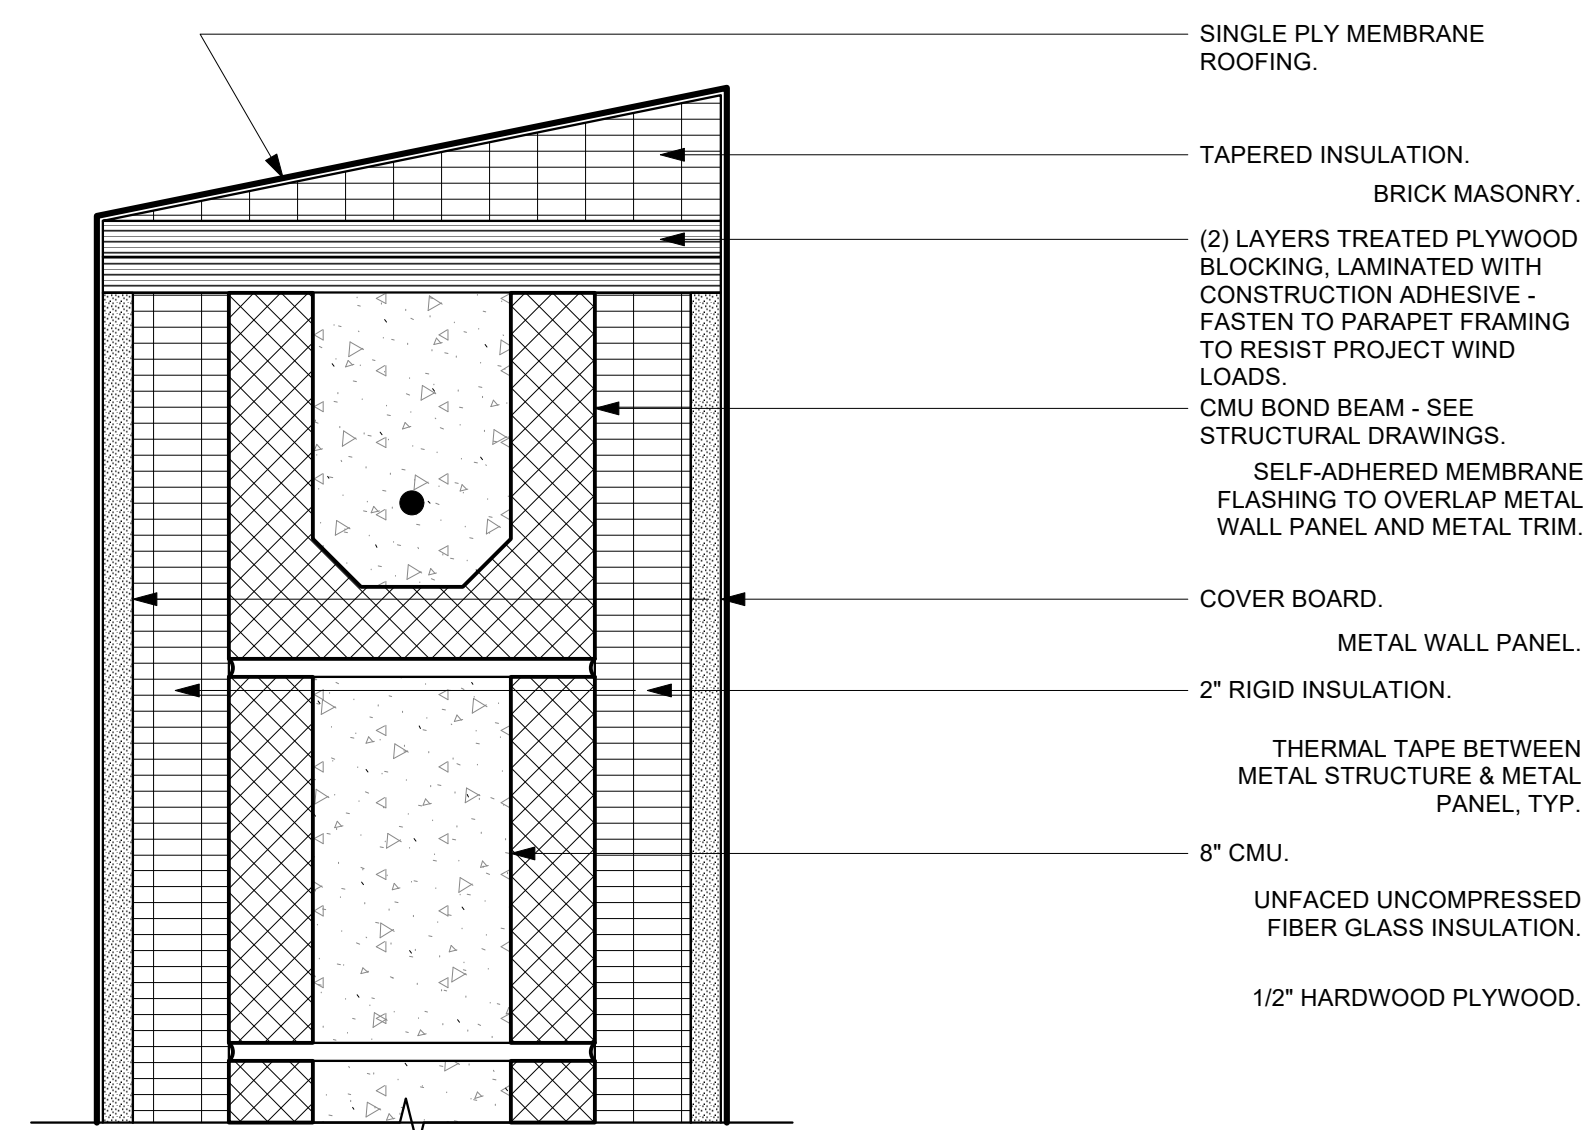 SINGLE PLY MEMBRANE
ROOFING.
TAPERED INSULATION.
BRICK MASONRY.
(2) LAYERS TREATED PLYWOOD
BLOCKING, LAMINATED WITH
CONSTRUCTION ADHESIVE -
FASTEN TO PARAPET FRAMING
TO RESIST PROJECT WIND
LOADS.
CMU BOND BEAM - SEE
STRUCTURAL DRAWINGS.
SELF-ADHERED MEMBRANE
FLASHING TO OVERLAP METAL
WALL PANEL AND METAL TRIM.
COVER BOARD.
METAL WALL PANEL.
2" RIGID INSULATION.
THERMAL TAPE BETWEEN
METAL STRUCTURE & METAL
PANEL, TYP.
8" CMU.
UNFACED UNCOMPRESSED
FIBER GLASS INSULATION.
1/2" HARDWOOD PLYWOOD.